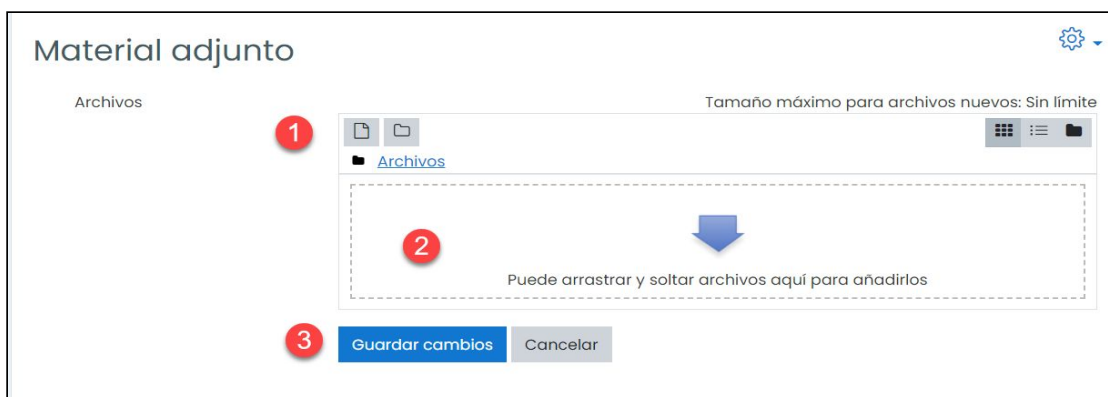 Material adjunto
Archivos
Tamaño máximo para archivos nuevos: Sin límite
1
Archivos
2
Puede arrastrar y soltar archivos aquí para añadirlos
3
Guardar cambios
Cancelar